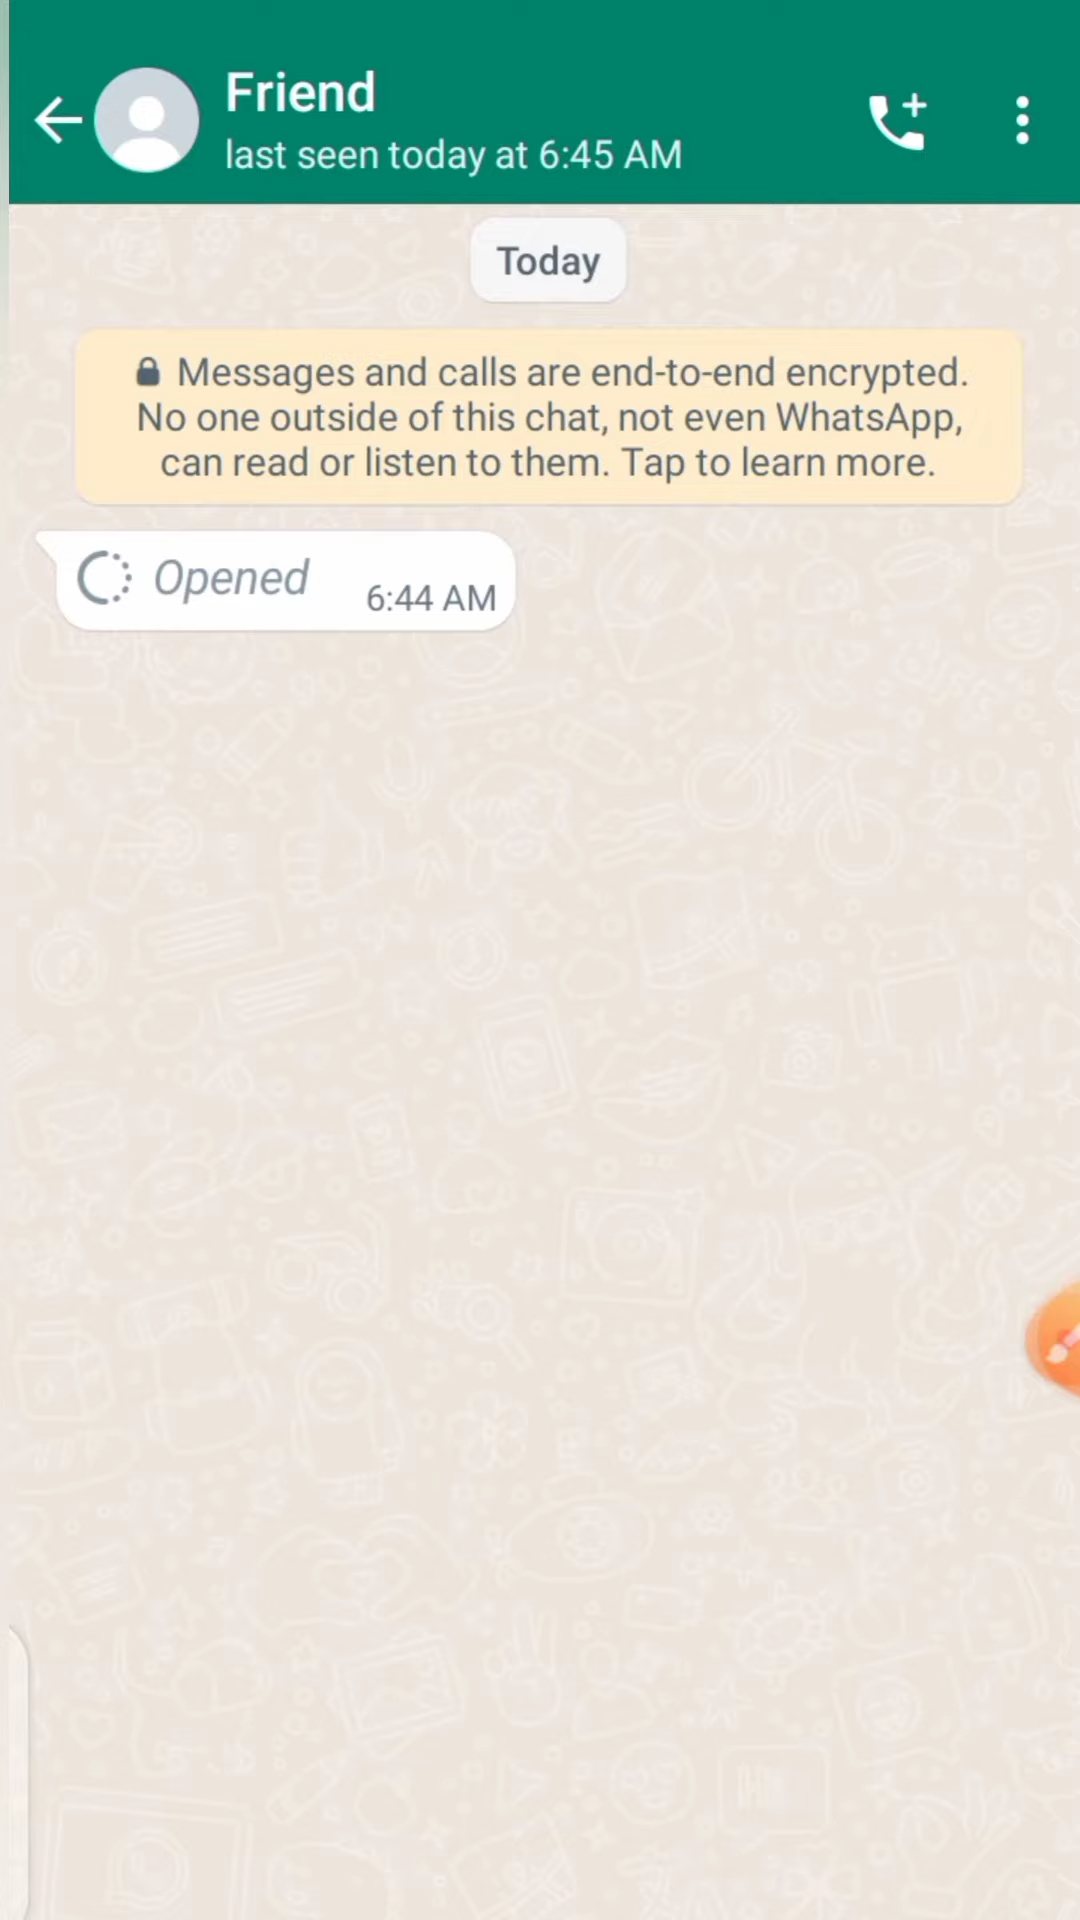 Friend
last seen today at 6:45 AM
Today
Messages and calls are end-to-end encrypted.
No one outside of this chat, not even WhatsApp,
can read or listen to them. Tap to learn more.
Opened 6:44 AM